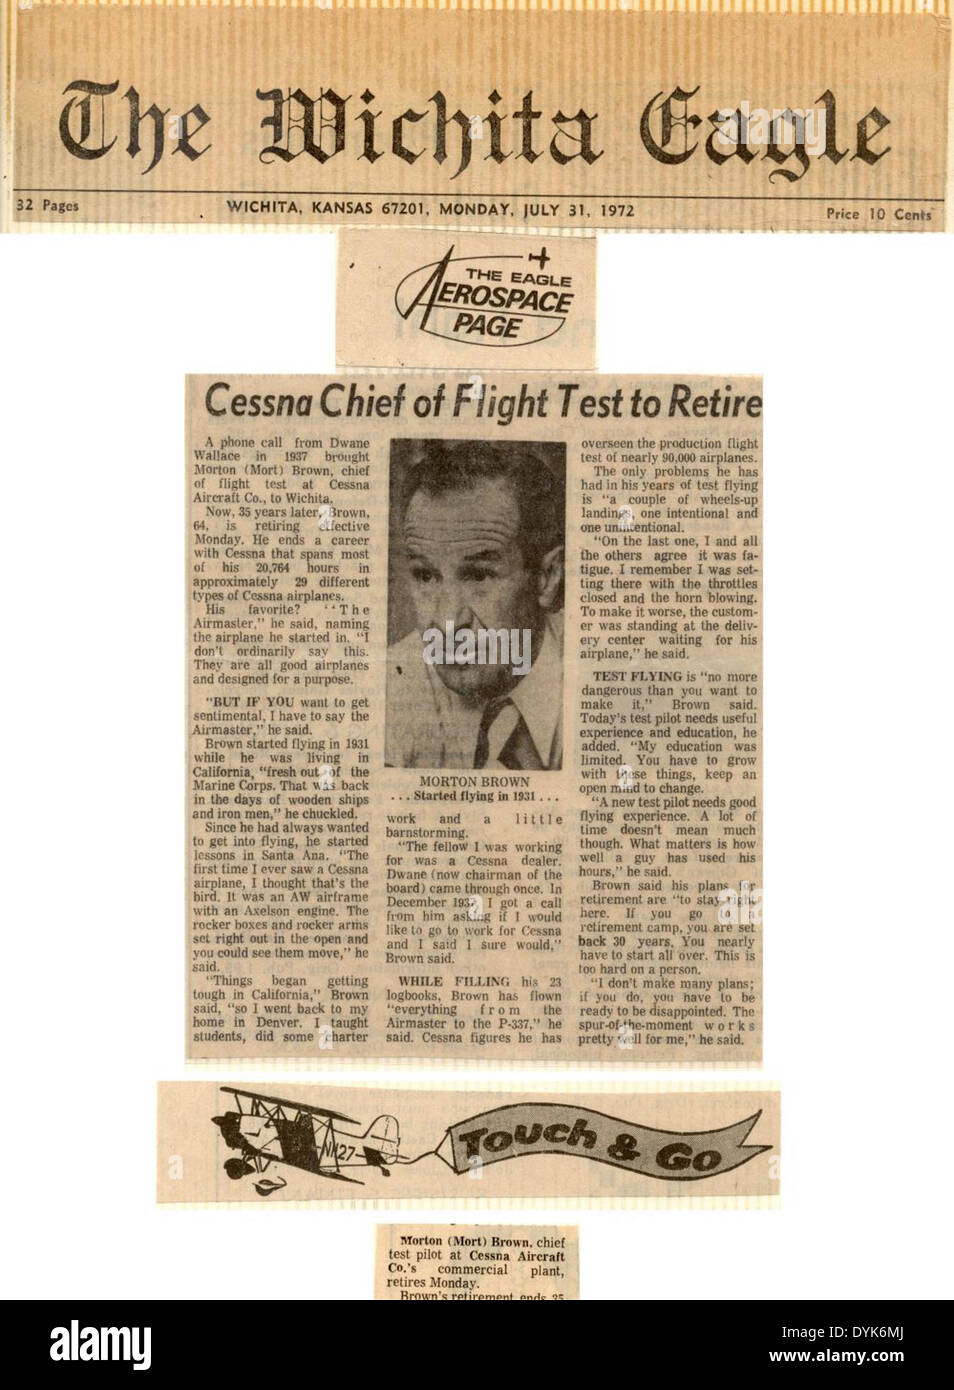 The Wichita Eagle
32 Pages
WICHITA, KANSAS 67201, MONDAY, JULY 31, 1972
Price 10 Cents
THE EAGLE
AEROSPACE
PAGE
Cessna Chief of Flight Test to Retire
A phone call from Dwane
Wallace in 1937 brought
Morton (Mort) Brown, chief
of flight test at Cessna
Aircraft Co., to Wichita.
Now, 35 years later, Brown,
64, is retiring effective
Monday. He ends a career
with Cessna that spans most
of his 20,764 hours in
approximately 29 different
types of Cessna airplanes.
His favorite? ''The
Airmaster," he said, naming
the airplane he started in. "I
don't ordinarily say this.
They are all good airplanes
and designed for a purpose.
"BUT IF YOU want to get
sentimental, I have to say the
Airmaster," he said.
Brown started flying in 1931
while he was living in
California, "fresh out of the
Marine Corps. That was back
in the days of wooden ships
and iron men," he chuckled.
Since he had always wanted
to get into flying, he started
lessons in Santa Ana. "The
first time I ever saw a Cessna
airplane, I thought that's the
bird. It was an AW airframe
with an Axelson engine. The
rocker boxes and rocker arms
set right out in the open and
you could see them move," he
said.
"Things began getting
tough in California," Brown
said, "so I went back to my
home in Denver. I taught
students, did some charter
MORTON BROWN
. . . Started flying in 1931 . . .
work and a little
barnstorming.
"The fellow I was working
for was a Cessna dealer.
Dwane (now chairman of the
board) came through once. In
December 1937 I got a call
from him asking if I would
like to go to work for Cessna
and I said I sure would,"
Brown said.
WHILE FILLING his 23
logbooks, Brown has flown
"everything from the
Airmaster to the P-337," he
said. Cessna figures he has
overseen the production flight
test of nearly 90,000 airplanes.
The only problems he has
had in his years of test flying
is "a couple of wheels-up
landings, one intentional and
one unintentional.
"On the last one, I and all
the others agree it was fa-
tigue. I remember I was set-
ting there with the throttles
closed and the horn blowing.
To make it worse, the custom-
er was standing at the deliv-
ery center waiting for his
airplane," he said.
TEST FLYING is "no more
dangerous than you want to
make it," Brown said.
Today's test pilot needs useful
experience and education, he
added. "My education was
limited. You have to grow
with these things, keep an
open mind to change.
"A new test pilot needs good
flying experience. A lot of
time doesn't mean much
though. What matters is how
well a guy has used his
hours," he said.
Brown said his plans for
retirement are "to stay right
here. If you go to a
retirement camp, you are set
back 30 years. You nearly
have to start all over. This is
too hard on a person.
"I don't make many plans;
if you do, you have to be
ready to be disappointed. The
spur-of-the-moment works
pretty well for me," he said.
Touch & Go
Morton (Mort) Brown, chief
test pilot at Cessna Aircraft
Co.'s commercial plant,
retires Monday.
Brown's retirement ends 35
alamy
Image ID: DYK6MJ
www.alamy.com